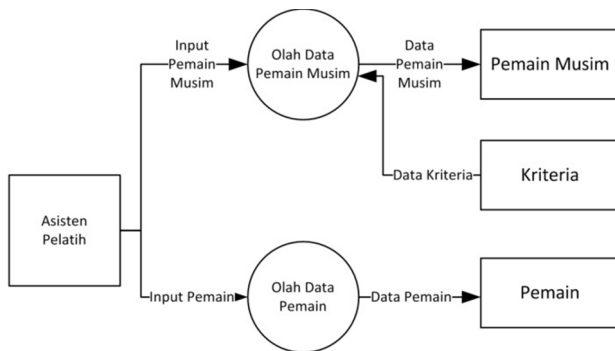 Input
Pemain
Musim
Olah Data
Pemain Musim
Data
Pemain
Musim
Pemain Musim
Data Kriteria
Kriteria
Asisten
Pelatih
Input Pemain
Olah Data
Pemain
Data Pemain
Pemain